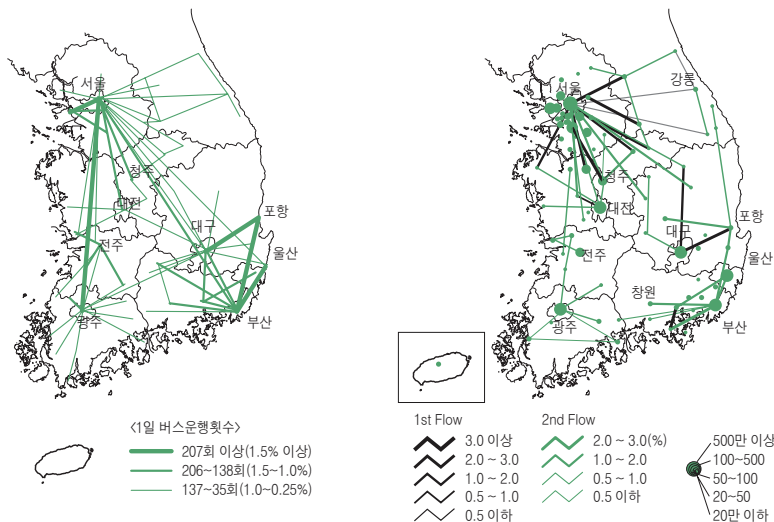 서울
청주
대전
전주
대구
포항
울산
부산
광주
<1일 버스운행횟수>
207회 이상(1.5% 이상)
206~138회(1.5~1.0%)
137~35회(1.0~0.25%)
서울
강릉
청주
대전
전주
대구
포항
울산
창원
부산
광주
1st Flow
3.0 이상
2.0 ~ 3.0
1.0 ~ 2.0
0.5 ~ 1.0
0.5 이하
2nd Flow
2.0 ~ 3.0(%)
1.0 ~ 2.0
0.5 ~ 1.0
0.5 이하
500만 이상
100~500
50~100
20~50
20만 이하